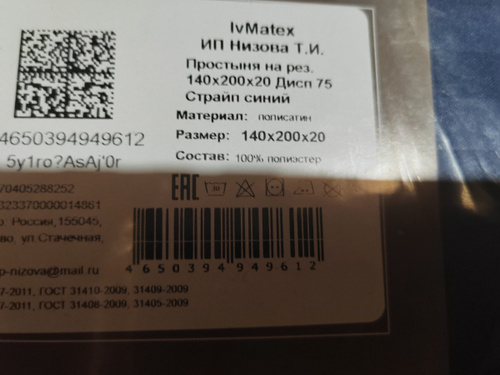 IvMatex
ИП Низова Т.И.
Простыня на рез.
140x200x20 Дисп 75
Страйп синий
Материал: полисатин
Размер: 140x200x20
Состав: 100% полиэстер
4650394949612
5y1ro?AsAj'0r
EAC
70405288252
323370000014861
о. Россия,155045,
во, ул.Стачечная,
p-nizova@mail.ru
4 650394 949612
7-2011, ГОСТ 31410-2009, 31409-2009
7-2011, ГОСТ 31408-2009, 31405-2009